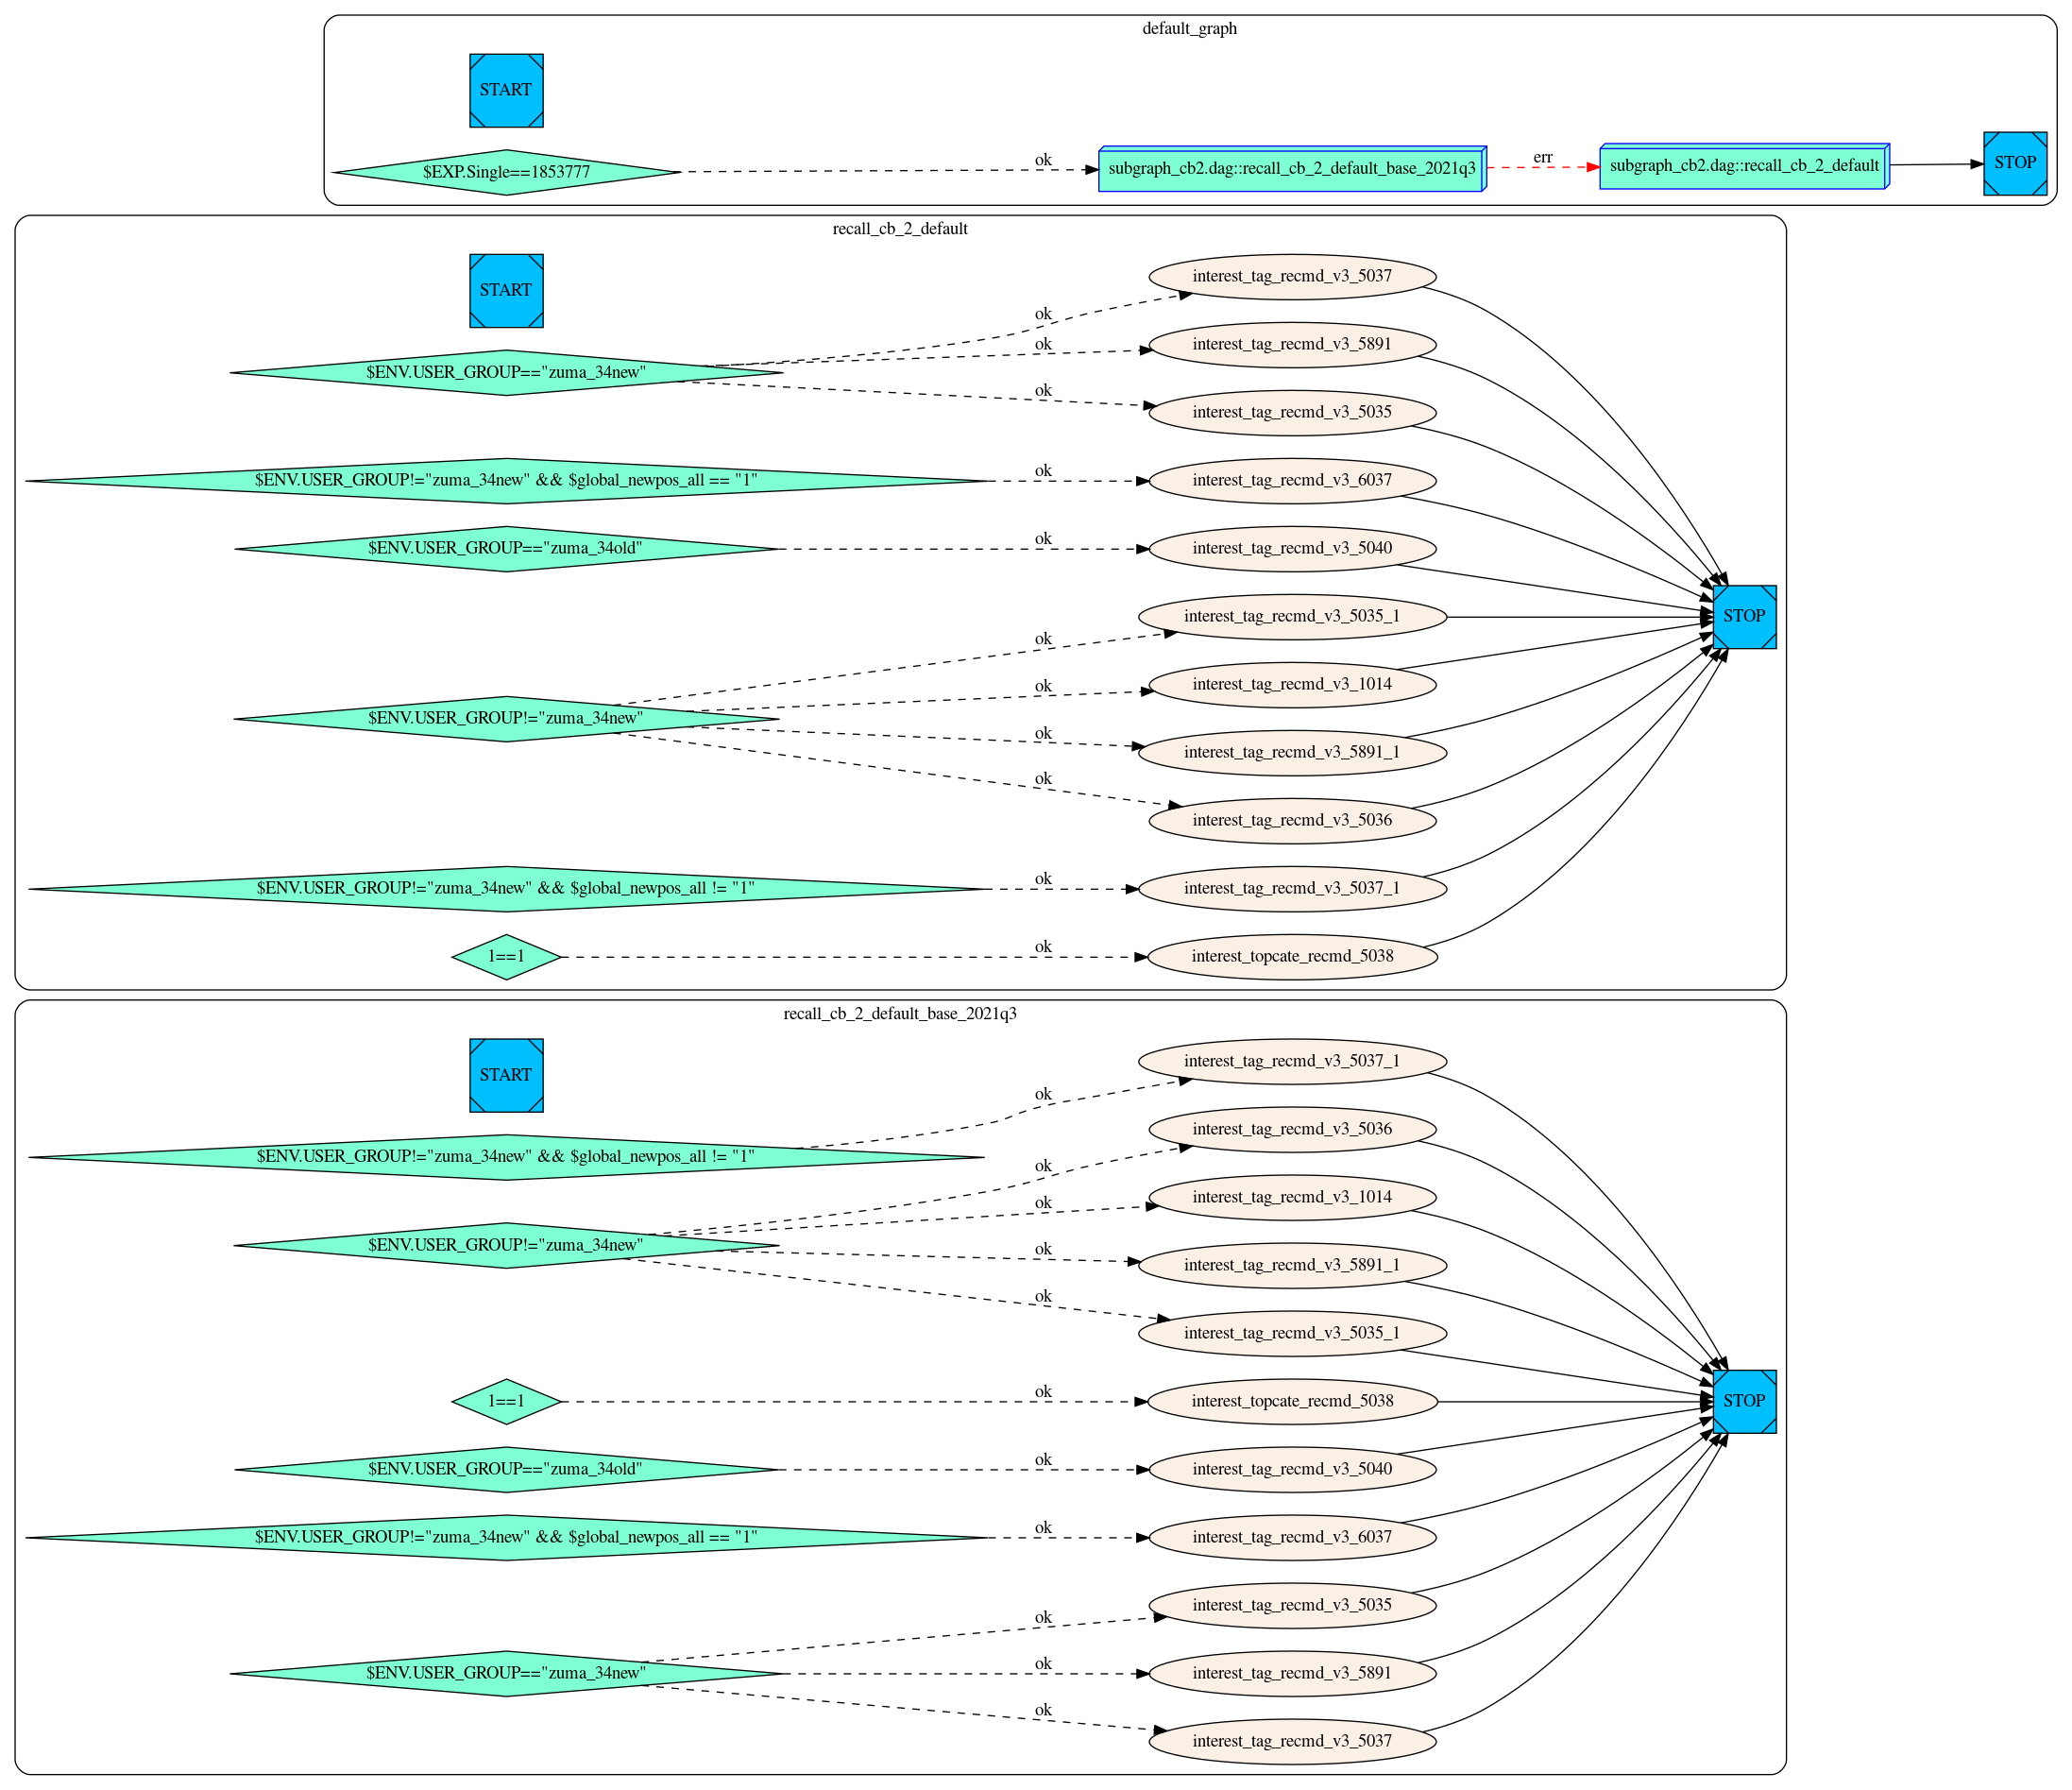 default_graph
START
$EXP.Single==1853777
ok
subgraph_cb2.dag::recall_cb_2_default_base_2021q3
err
subgraph_cb2.dag::recall_cb_2_default
STOP
recall_cb_2_default
START
interest_tag_recmd_v3_5037
ok
interest_tag_recmd_v3_5891
ok
$ENV.USER_GROUP=="zuma_34new"
ok
interest_tag_recmd_v3_5035
$ENV.USER_GROUP!="zuma_34new" && $global_newpos_all == "1"
ok
interest_tag_recmd_v3_6037
$ENV.USER_GROUP=="zuma_34old"
ok
interest_tag_recmd_v3_5040
interest_tag_recmd_v3_5035_1
STOP
ok
interest_tag_recmd_v3_1014
ok
$ENV.USER_GROUP!="zuma_34new"
ok
interest_tag_recmd_v3_5891_1
ok
interest_tag_recmd_v3_5036
$ENV.USER_GROUP!="zuma_34new" && $global_newpos_all != "1"
ok
interest_tag_recmd_v3_5037_1
1==1
ok
interest_topcate_recmd_5038
recall_cb_2_default_base_2021q3
START
interest_tag_recmd_v3_5037_1
ok
interest_tag_recmd_v3_5036
$ENV.USER_GROUP!="zuma_34new" && $global_newpos_all != "1"
ok
interest_tag_recmd_v3_1014
ok
$ENV.USER_GROUP!="zuma_34new"
ok
interest_tag_recmd_v3_5891_1
ok
interest_tag_recmd_v3_5035_1
1==1
ok
interest_topcate_recmd_5038
STOP
$ENV.USER_GROUP=="zuma_34old"
ok
interest_tag_recmd_v3_5040
$ENV.USER_GROUP!="zuma_34new" && $global_newpos_all == "1"
ok
interest_tag_recmd_v3_6037
interest_tag_recmd_v3_5035
ok
$ENV.USER_GROUP=="zuma_34new"
ok
interest_tag_recmd_v3_5891
ok
interest_tag_recmd_v3_5037